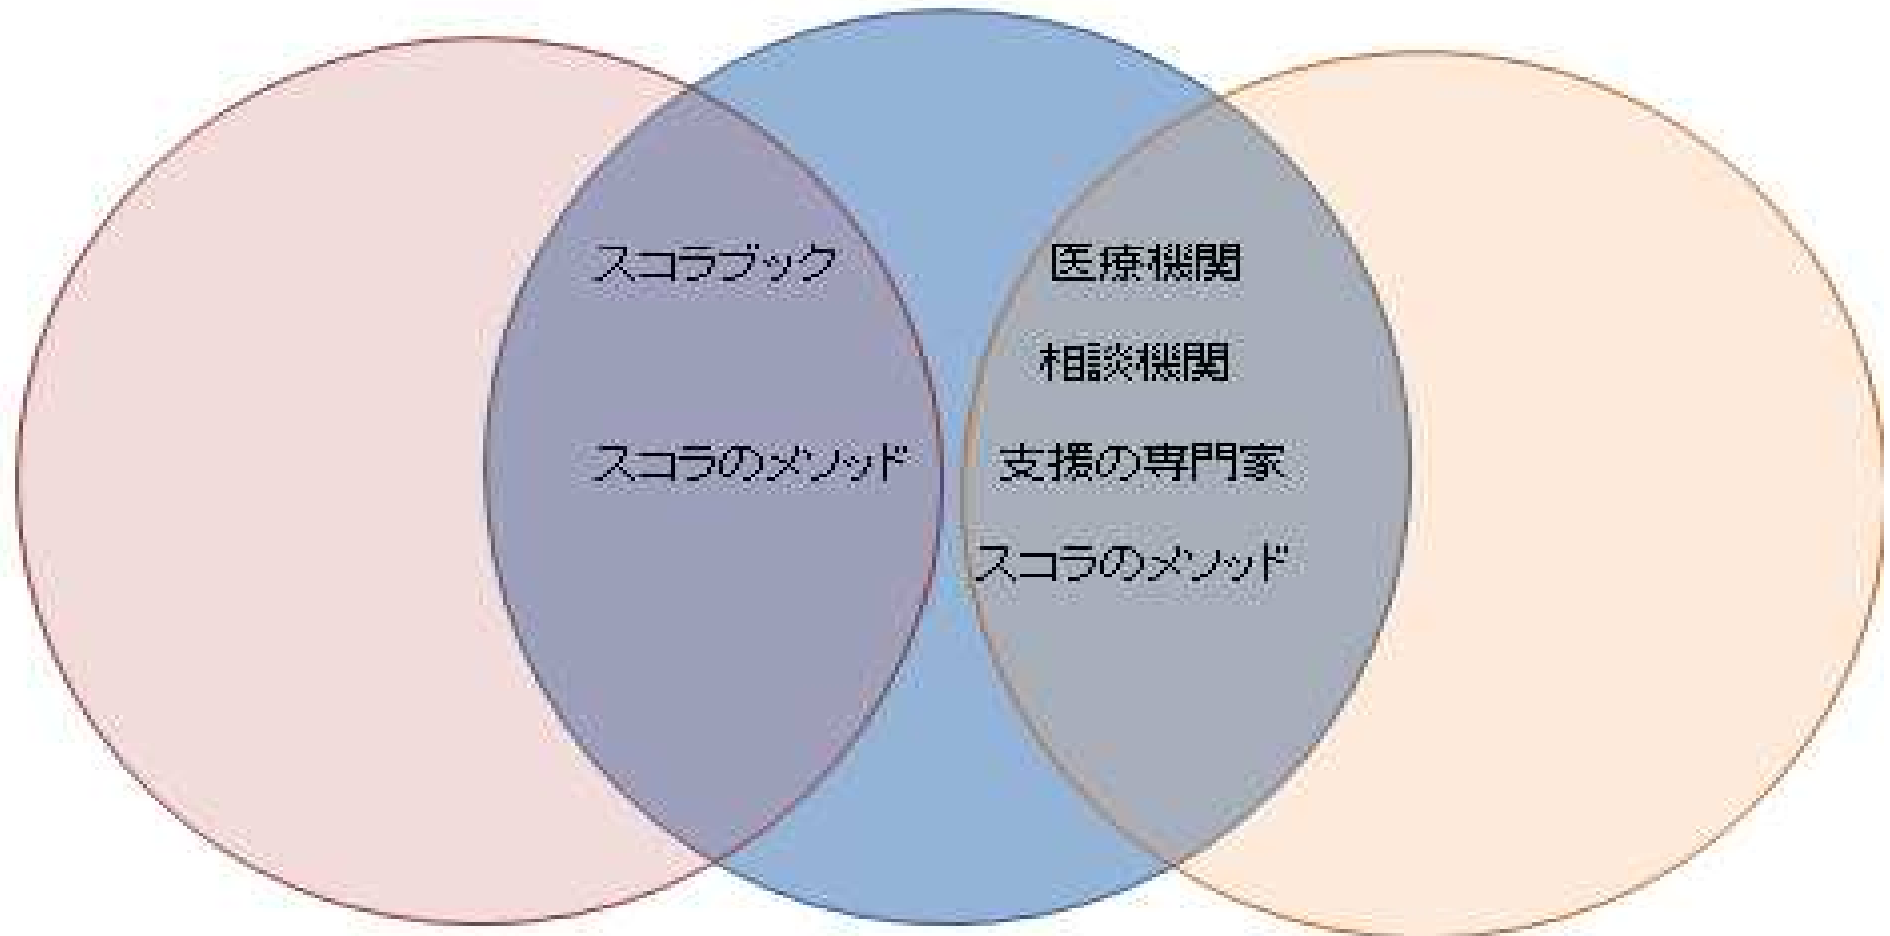 スコラブック
スコラのメソッド
医療機関
相談機関
支援の専門家
スコラのメソッド